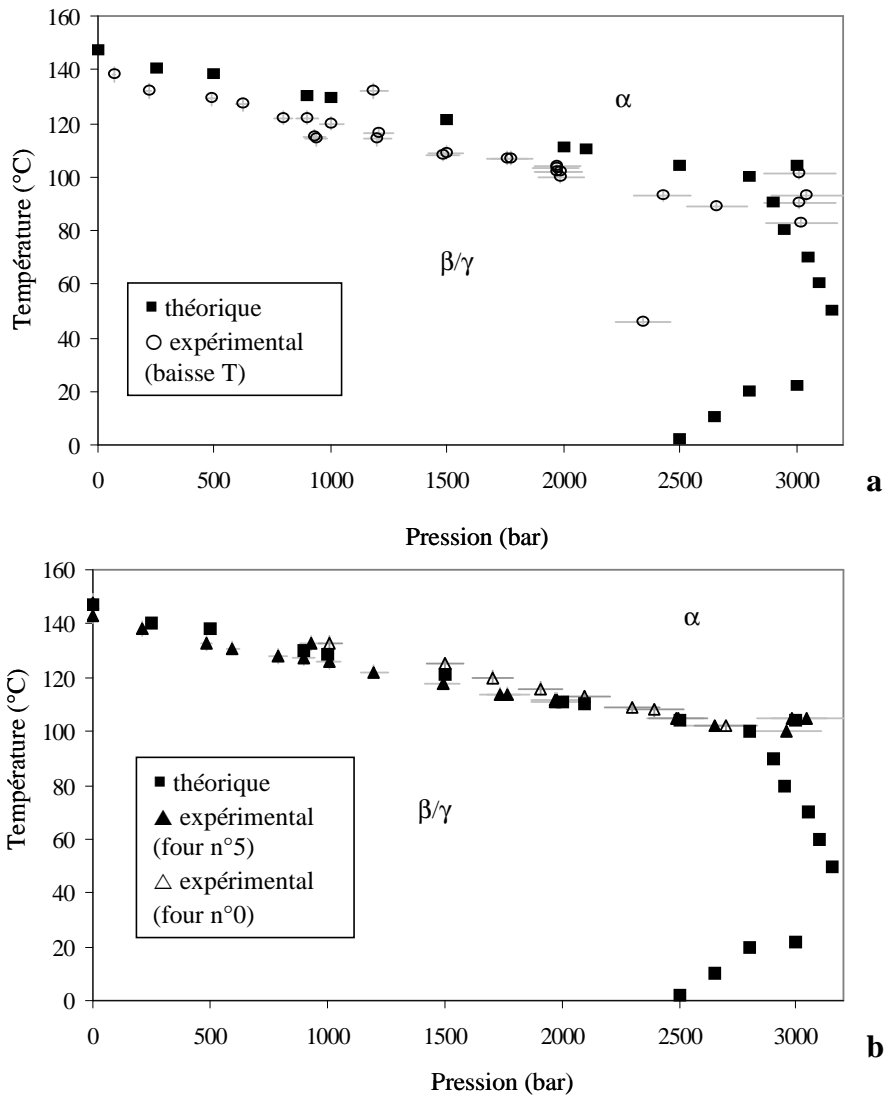 160
140
120
100
80
60
40
20
0
Température (°C)
α
β/γ
théorique
expérimental
(baisse T)
0
500
1000
1500
2000
2500
3000
Pression (bar)
a
160
140
120
100
80
60
40
20
0
Température (°C)
α
β/γ
théorique
expérimental
(four n°5)
expérimental
(four n°0)
0
500
1000
1500
2000
2500
3000
Pression (bar)
b